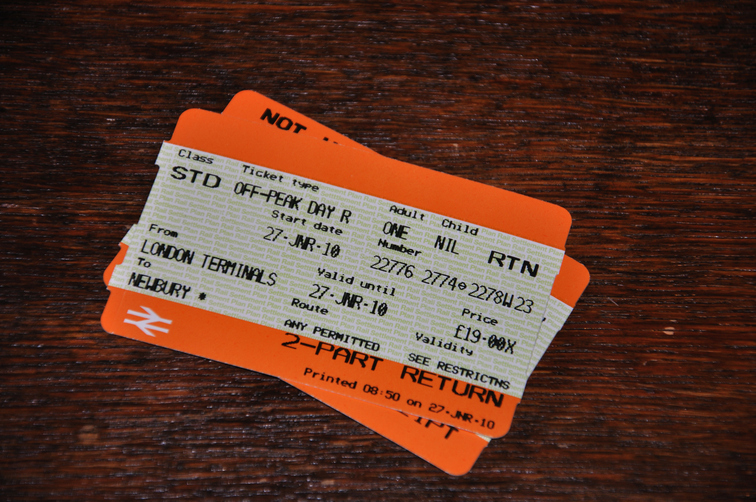 NOT
Class Ticket type Adult Child
STD OFF-PEAK DAY R ONE NIL RTN
Start date Number
27·JNR·10 22776 2774⊕2278W23
From Valid until Price
LONDON TERMINALS 27·JNR·10 £19·00X
To Route Validity
NEWBURY * ANY PERMITTED SEE RESTRICTNS
2-PART RETURN
Printed 08:50 on 27·JNR·10